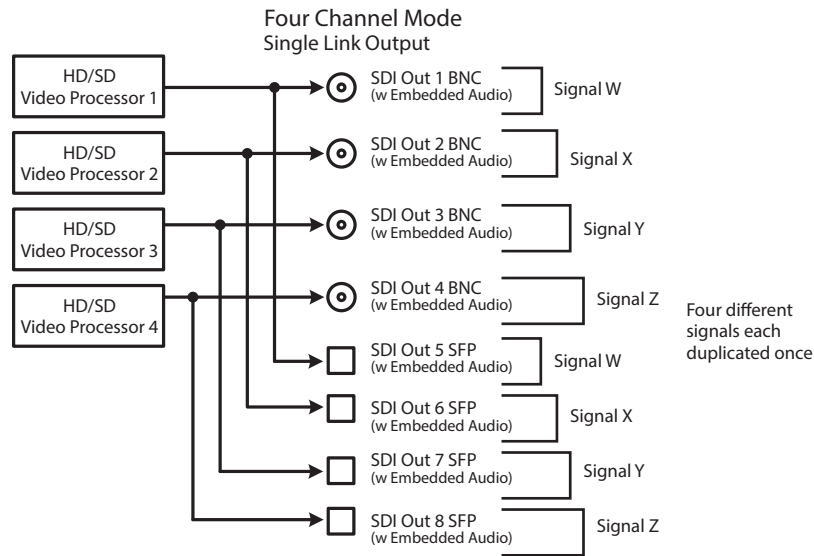 Four Channel Mode
Single Link Output
HD/SD
Video Processor 1
SDI Out 1 BNC
(w Embedded Audio)
Signal W
HD/SD
Video Processor 2
SDI Out 2 BNC
(w Embedded Audio)
Signal X
HD/SD
Video Processor 3
SDI Out 3 BNC
(w Embedded Audio)
Signal Y
HD/SD
Video Processor 4
SDI Out 4 BNC
(w Embedded Audio)
Signal Z
Four different
signals each
duplicated once
SDI Out 5 SFP
(w Embedded Audio)
Signal W
SDI Out 6 SFP
(w Embedded Audio)
Signal X
SDI Out 7 SFP
(w Embedded Audio)
Signal Y
SDI Out 8 SFP
(w Embedded Audio)
Signal Z